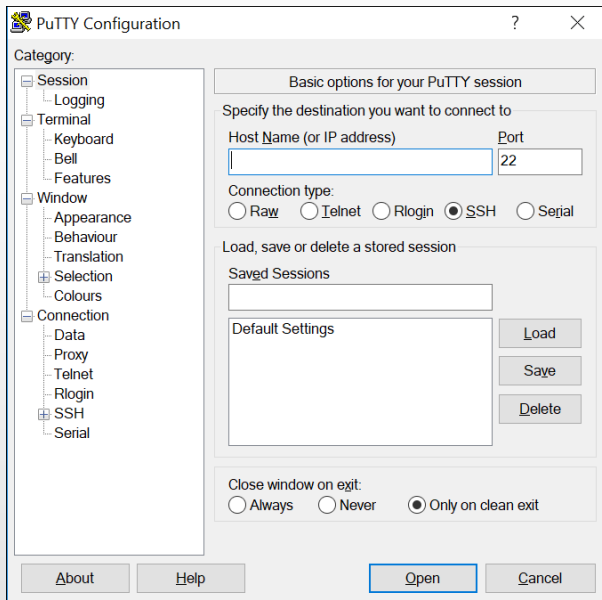 PuTTY Configuration
?
Category:
Session
Logging
Terminal
Keyboard
Bell
Features
Window
Appearance
Behaviour
Translation
Selection
Colours
Connection
Data
Proxy
Telnet
Rlogin
SSH
Serial
Basic options for your PuTTY session
Specify the destination you want to connect to
Host Name (or IP address) Port
22
Connection type:
Raw Telnet Rlogin SSH Serial
Load, save or delete a stored session
Saved Sessions
Default Settings
Load
Save
Delete
Close window on exit:
Always Never Only on clean exit
About Help Open Cancel